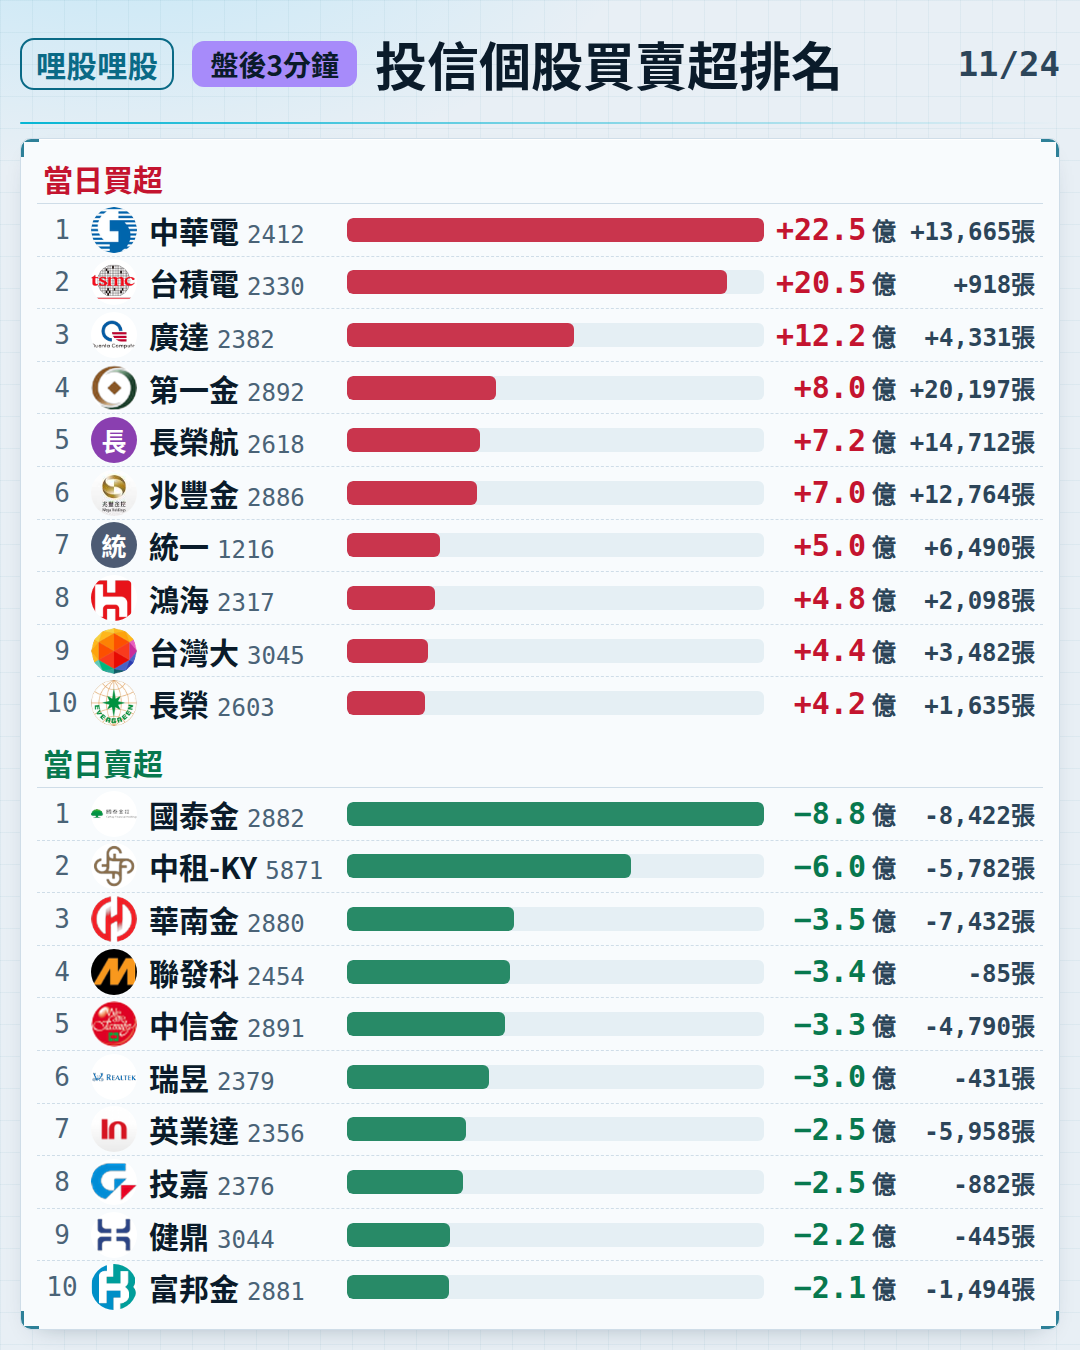 哩股哩股 盤後3分鐘 投信個股買賣超排名 11/24
當日買超
1 中華電 2412 +22.5 億 +13,665張
2 tsmc 台積電 2330 +20.5 億 +918張
3 廣達 2382 +12.2 億 +4,331張
4 第一金 2892 +8.0 億 +20,197張
5 長 長榮航 2618 +7.2 億 +14,712張
6 兆豐金 2886 +7.0 億 +12,764張
7 統 統一 1216 +5.0 億 +6,490張
8 鴻海 2317 +4.8 億 +2,098張
9 台灣大 3045 +4.4 億 +3,482張
10 EVERGREEN 長榮 2603 +4.2 億 +1,635張
當日賣超
1 國泰金 2882 −8.8 億 -8,422張
2 中租-KY 5871 −6.0 億 -5,782張
3 華南金 2880 −3.5 億 -7,432張
4 聯發科 2454 −3.4 億 -85張
5 中信金 2891 −3.3 億 -4,790張
6 REALTEK 瑞昱 2379 −3.0 億 -431張
7 In 英業達 2356 −2.5 億 -5,958張
8 技嘉 2376 −2.5 億 -882張
9 健鼎 3044 −2.2 億 -445張
10 富邦金 2881 −2.1 億 -1,494張